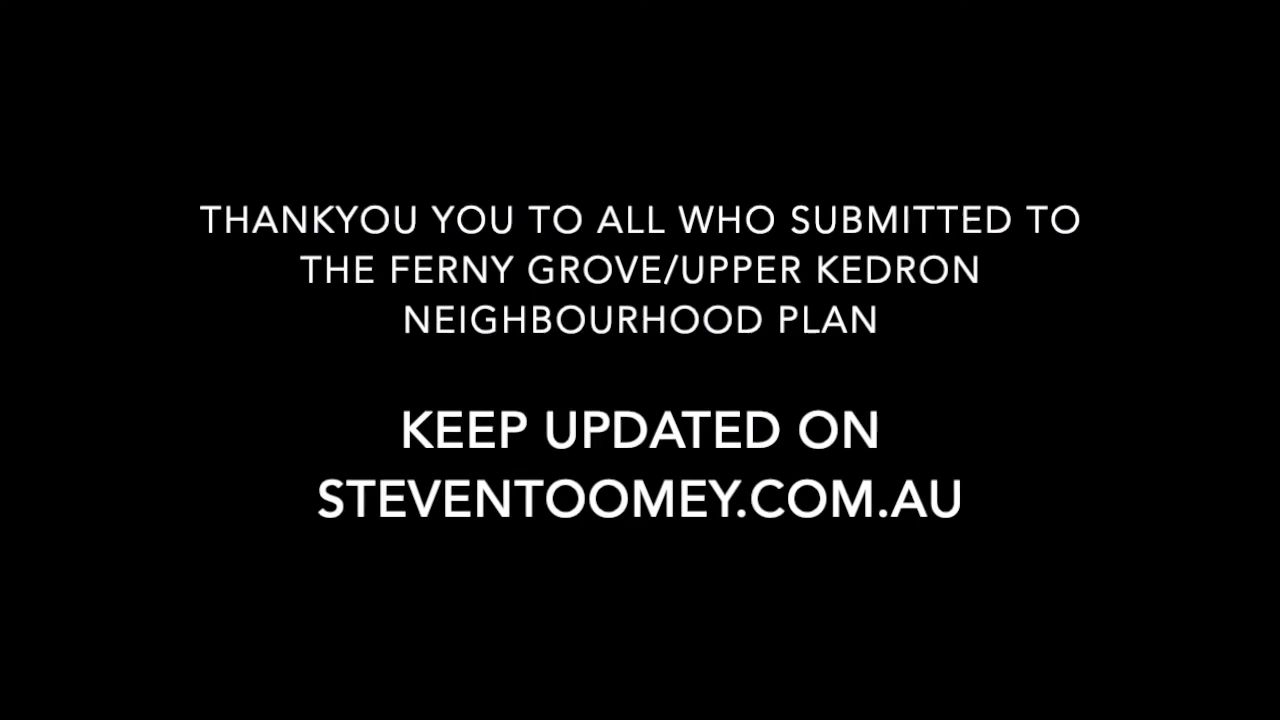 THANKYOU YOU TO ALL WHO SUBMITTED TO
THE FERNY GROVE/UPPER KEDRON
NEIGHBOURHOOD PLAN
KEEP UPDATED ON
STEVENTOOMEY.COM.AU